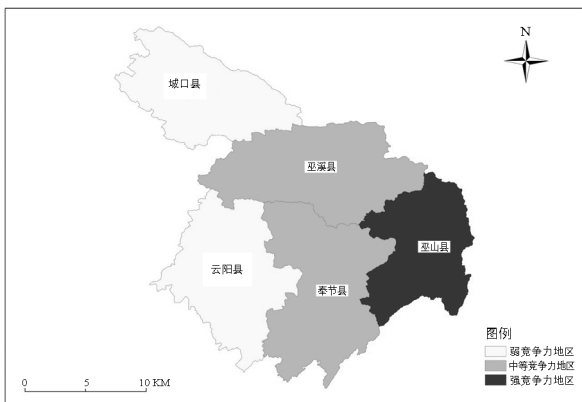 N
城口县
巫溪县
巫山县
云阳县
奉节县
图例
弱竞争力地区
中等竞争力地区
强竞争力地区
0 5 10 KM